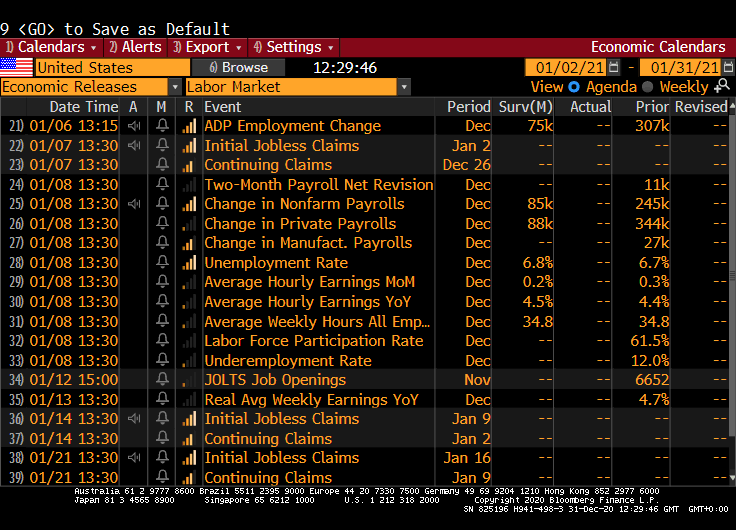 9 <GO> to Save as Default
1) Calendars 2) Alerts 3) Export 4) Settings Economic Calendars
United States 6) Browse 12:29:46 01/02/21 - 01/31/21
Economic Releases Labor Market View Agenda Weekly
Date Time A M R Event Period Surv(M) Actual Prior Revised
21) 01/06 13:15 ADP Employment Change Dec 75k -- 307k --
22) 01/07 13:30 Initial Jobless Claims Jan 2 -- -- -- --
23) 01/07 13:30 Continuing Claims Dec 26 -- -- -- --
24) 01/08 13:30 Two-Month Payroll Net Revision Dec -- -- 11k --
25) 01/08 13:30 Change in Nonfarm Payrolls Dec 85k -- 245k --
26) 01/08 13:30 Change in Private Payrolls Dec 88k -- 344k --
27) 01/08 13:30 Change in Manufact. Payrolls Dec -- -- 27k --
28) 01/08 13:30 Unemployment Rate Dec 6.8% -- 6.7% --
29) 01/08 13:30 Average Hourly Earnings MoM Dec 0.2% -- 0.3% --
30) 01/08 13:30 Average Hourly Earnings YoY Dec 4.5% -- 4.4% --
31) 01/08 13:30 Average Weekly Hours All Emp... Dec 34.8 -- 34.8 --
32) 01/08 13:30 Labor Force Participation Rate Dec -- -- 61.5% --
33) 01/08 13:30 Underemployment Rate Dec -- -- 12.0% --
34) 01/12 15:00 JOLTS Job Openings Nov -- -- 6652 --
35) 01/13 13:30 Real Avg Weekly Earnings YoY Dec -- -- 4.7% --
36) 01/14 13:30 Initial Jobless Claims Jan 9 -- -- -- --
37) 01/14 13:30 Continuing Claims Jan 2 -- -- -- --
38) 01/21 13:30 Initial Jobless Claims Jan 16 -- -- -- --
39) 01/21 13:30 Continuing Claims Jan 9 -- -- -- --
Australia 61 2 9777 8600 Brazil 5511 2395 9000 Europe 44 20 7330 7500 Germany 49 69 9204 1210 Hong Kong 852 2977 6000
Japan 81 3 4565 8900 Singapore 65 6212 1000 U.S. 1 212 318 2000 Copyright 2020 Bloomberg Finance L.P.
SN 825196 H941-498-3 31-Dec-20 12:29:46 GMT GMT+0:00